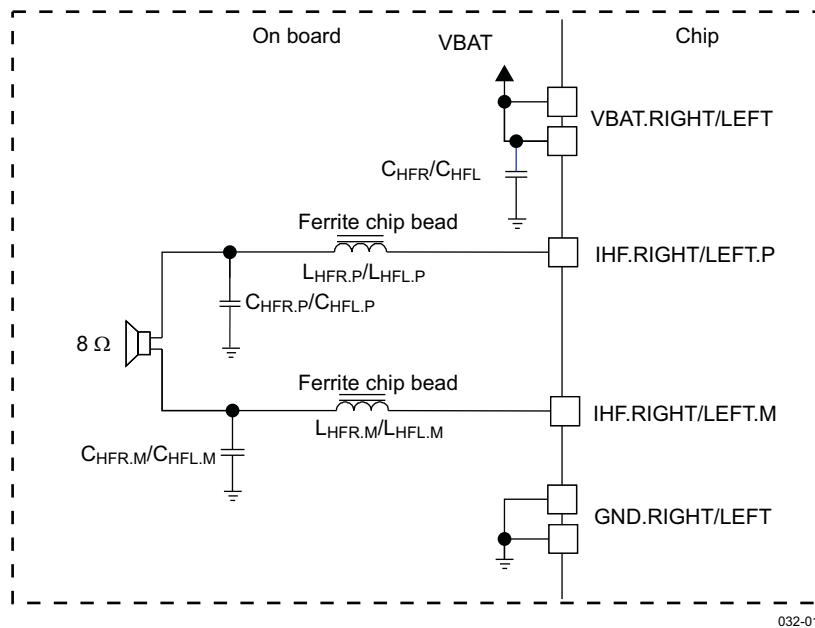 On board
VBAT
Chip
VBAT.RIGHT/LEFT
CHFR/CHFL
Ferrite chip bead
IHF.RIGHT/LEFT.P
LHFR.P/LHFL.P
CHFR.P/CHFL.P
8 Ω
Ferrite chip bead
IHF.RIGHT/LEFT.M
LHFR.M/LHFL.M
CHFR.M/CHFL.M
GND.RIGHT/LEFT